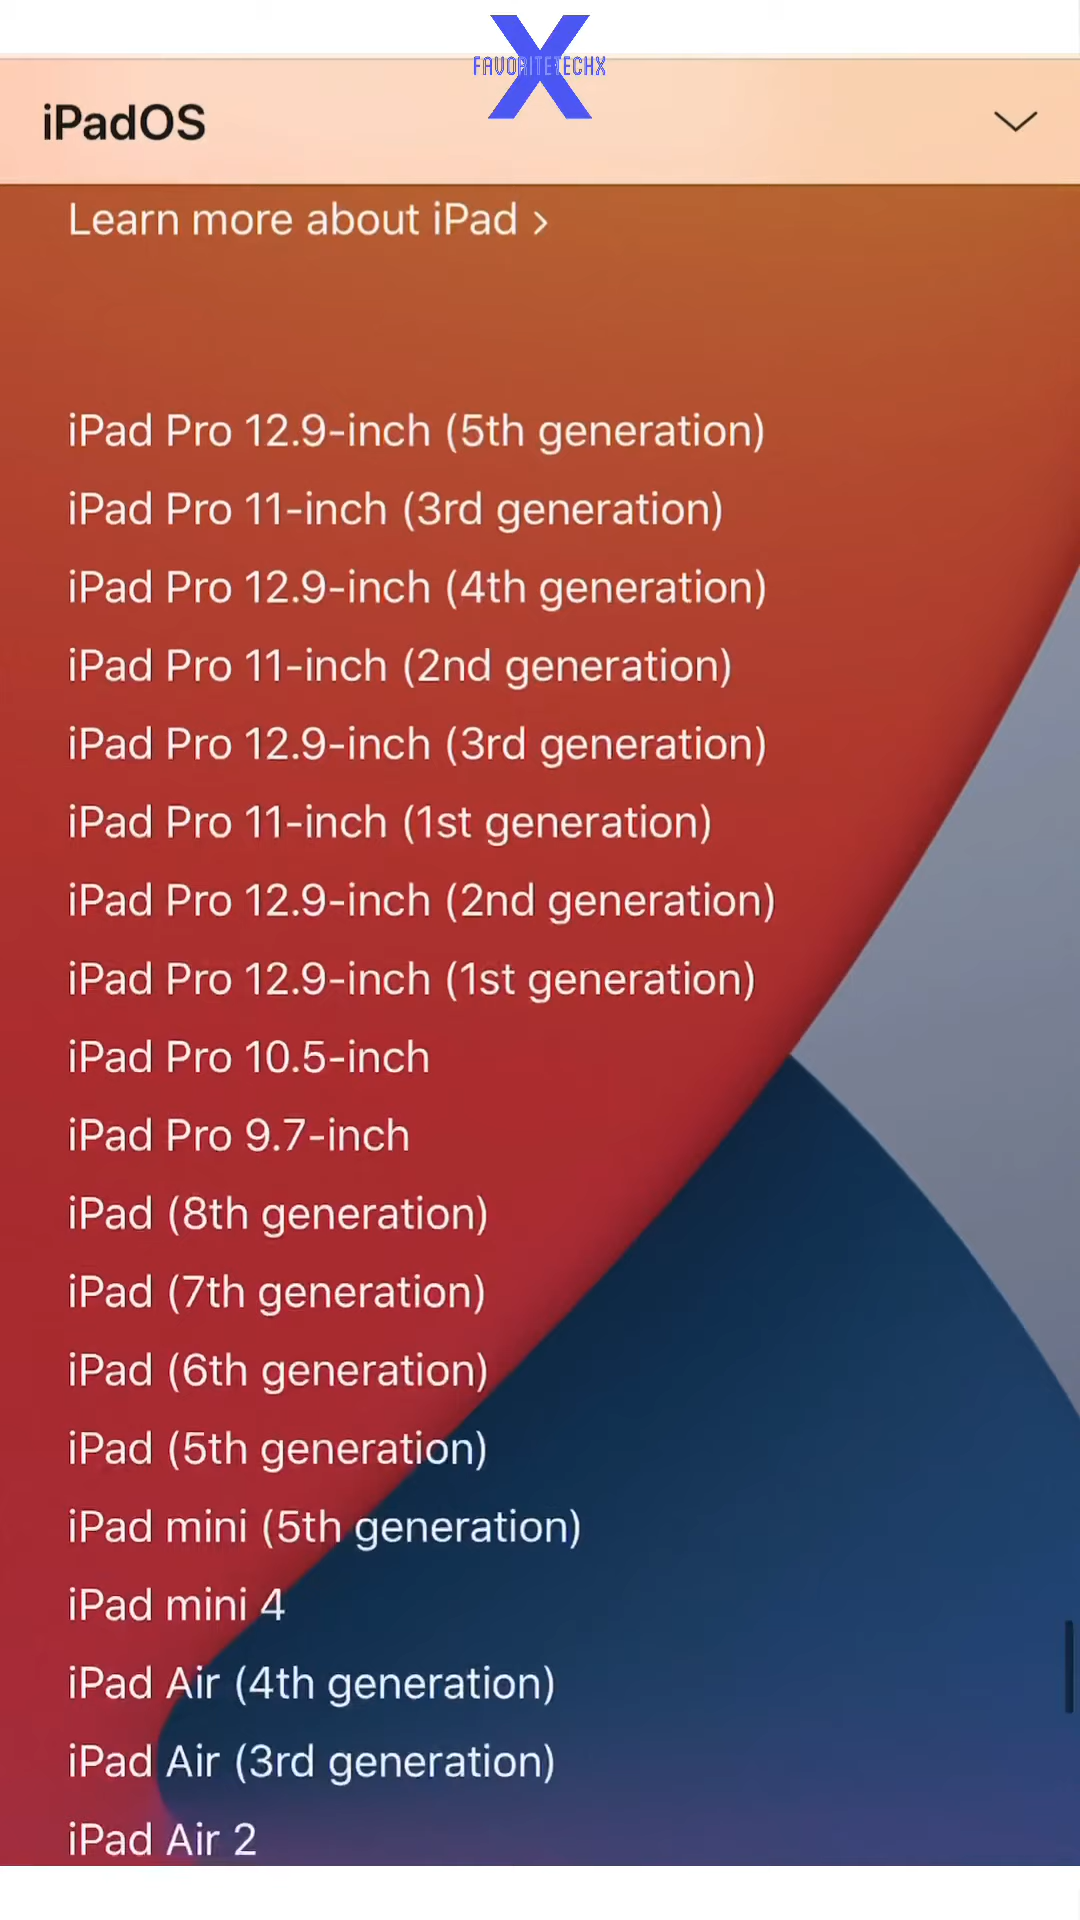 FAVORITETECHX
iPadOS
Learn more about iPad >
iPad Pro 12.9-inch (5th generation)
iPad Pro 11-inch (3rd generation)
iPad Pro 12.9-inch (4th generation)
iPad Pro 11-inch (2nd generation)
iPad Pro 12.9-inch (3rd generation)
iPad Pro 11-inch (1st generation)
iPad Pro 12.9-inch (2nd generation)
iPad Pro 12.9-inch (1st generation)
iPad Pro 10.5-inch
iPad Pro 9.7-inch
iPad (8th generation)
iPad (7th generation)
iPad (6th generation)
iPad (5th generation)
iPad mini (5th generation)
iPad mini 4
iPad Air (4th generation)
iPad Air (3rd generation)
iPad Air 2